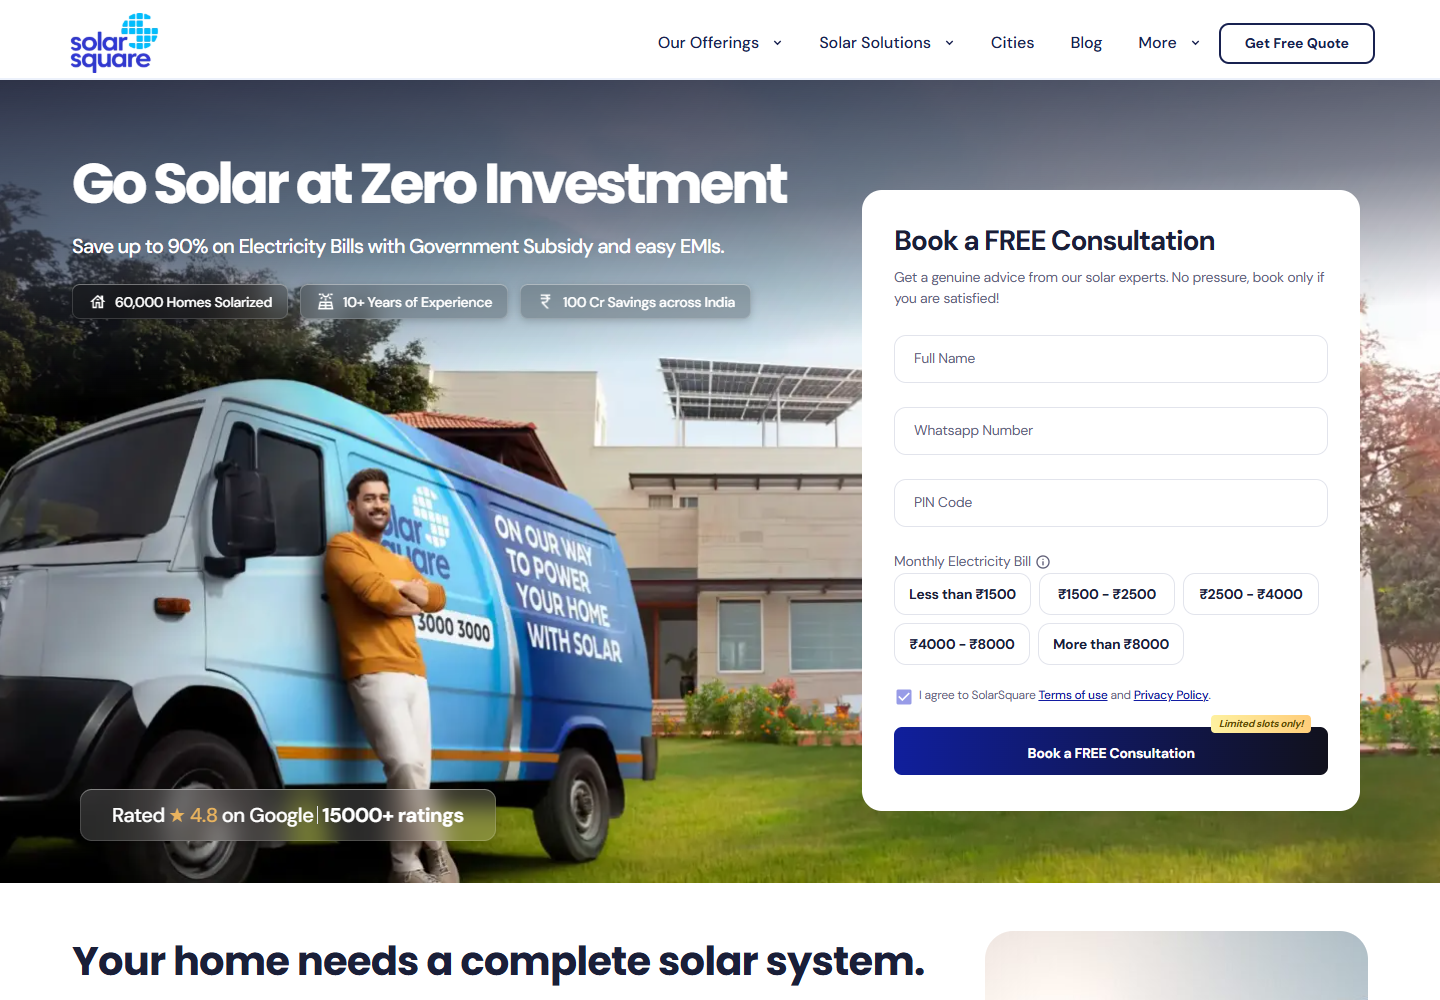 solar
square
Our Offerings
Solar Solutions
Cities
Blog
More
Get Free Quote
Go Solar at Zero Investment
Save up to 90% on Electricity Bills with Government Subsidy and easy EMIs.
60,000 Homes Solarized
10+ Years of Experience
₹ 100 Cr Savings across India
ON OUR WAY
TO POWER
YOUR HOME
WITH SOLAR
3000 3000
Rated ★ 4.8 on Google | 15000+ ratings
Book a FREE Consultation
Get a genuine advice from our solar experts. No pressure, book only if
you are satisfied!
Full Name
Whatsapp Number
PIN Code
Monthly Electricity Bill
Less than ₹1500
₹1500 - ₹2500
₹2500 - ₹4000
₹4000 - ₹8000
More than ₹8000
I agree to SolarSquare Terms of use and Privacy Policy.
Limited slots only!
Book a FREE Consultation
Your home needs a complete solar system.